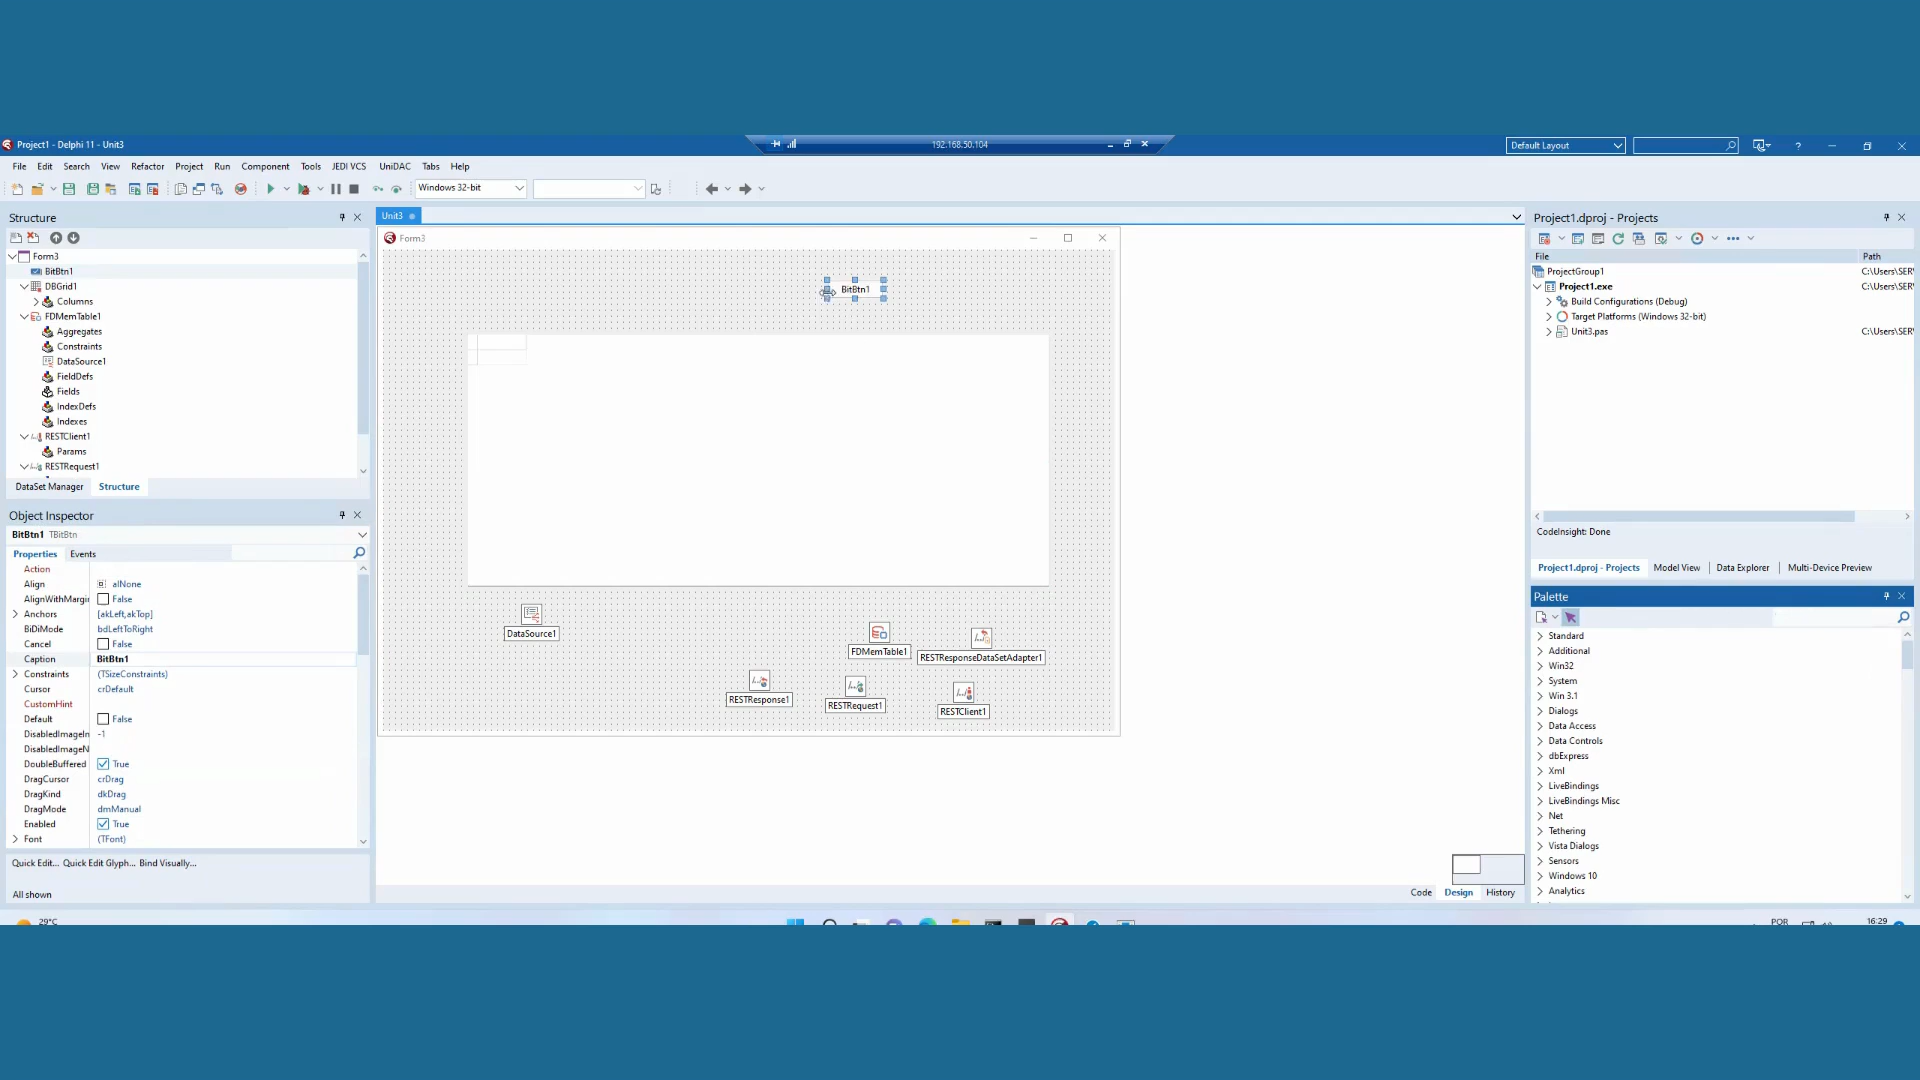 Project1 - Delphi 11 - Unit3
192.168.50.104
Default Layout
File Edit Search View Refactor Project Run Component Tools JEDI VCS UniDAC Tabs Help
Windows 32-bit
Structure
Form3
BitBtn1
DBGrid1
Columns
FDMemTable1
Aggregates
Constraints
DataSource1
FieldDefs
Fields
IndexDefs
Indexes
RESTClient1
Params
RESTRequest1
DataSet Manager Structure
Object Inspector
BitBtn1 TBitBtn
Properties Events
Action
Align alNone
AlignWithMargi False
Anchors [akLeft,akTop]
BiDiMode bdLeftToRight
Cancel False
Caption BitBtn1
Constraints (TSizeConstraints)
Cursor crDefault
CustomHint
Default False
DisabledImageIn -1
DisabledImageN
DoubleBuffered True
DragCursor crDrag
DragKind dkDrag
DragMode dmManual
Enabled True
Font (TFont)
Quick Edit... Quick Edit Glyph... Bind Visually...
All shown
Unit3
Form3
BitBtn1
DataSource1
FDMemTable1
RESTResponseDataSetAdapter1
RESTResponse1
RESTRequest1
RESTClient1
Code Design History
Project1.dproj - Projects
File Path
ProjectGroup1 C:\Users\SER
Project1.exe C:\Users\SER
Build Configurations (Debug)
Target Platforms (Windows 32-bit)
Unit3.pas C:\Users\SER
CodeInsight: Done
Project1.dproj - Projects Model View Data Explorer Multi-Device Preview
Palette
Standard
Additional
Win32
System
Win 3.1
Dialogs
Data Access
Data Controls
dbExpress
Xml
LiveBindings
LiveBindings Misc
Net
Tethering
Vista Dialogs
Sensors
Windows 10
Analytics
29°C
POR
16:29